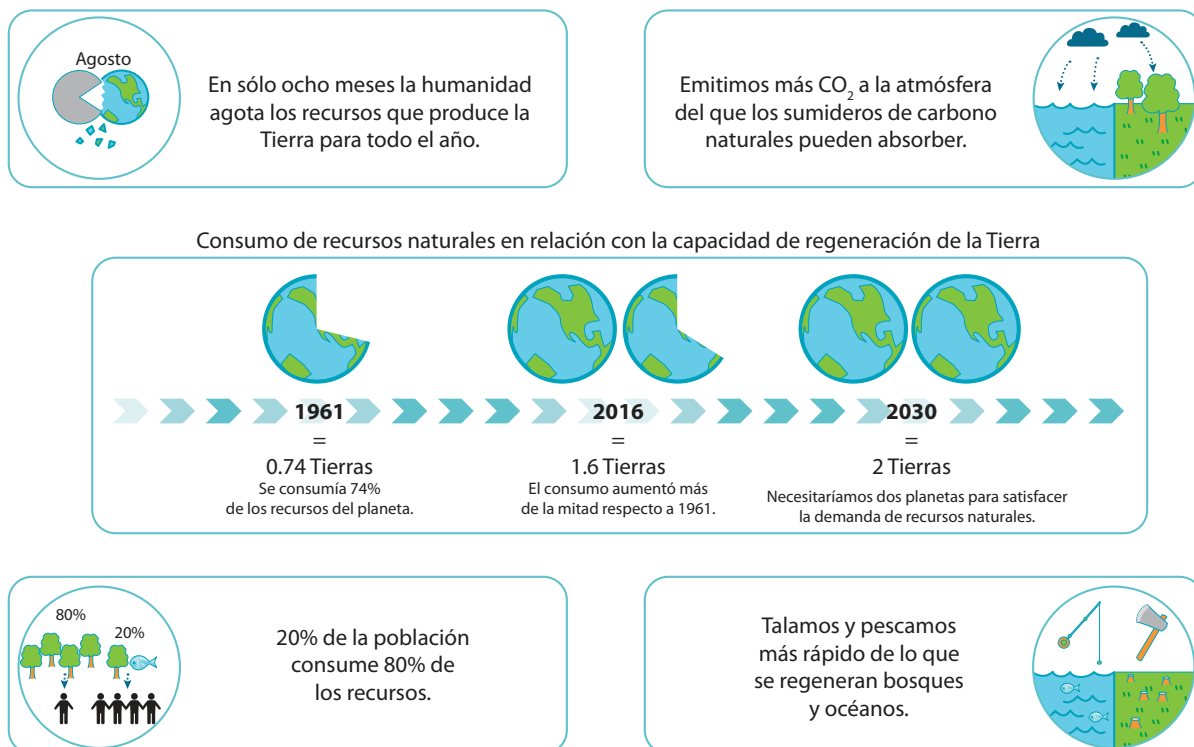 Agosto
En sólo ocho meses la humanidad
agota los recursos que produce la
Tierra para todo el año.
Emitimos más CO₂ a la atmósfera
del que los sumideros de carbono
naturales pueden absorber.
Consumo de recursos naturales en relación con la capacidad de regeneración de la Tierra
1961
=
0.74 Tierras
Se consumía 74%
de los recursos del planeta.
2016
=
1.6 Tierras
El consumo aumentó más
de la mitad respecto a 1961.
2030
=
2 Tierras
Necesitaríamos dos planetas para satisfacer
la demanda de recursos naturales.
80%
20%
20% de la población
consume 80% de
los recursos.
Talamos y pescamos
más rápido de lo que
se regeneran bosques
y océanos.